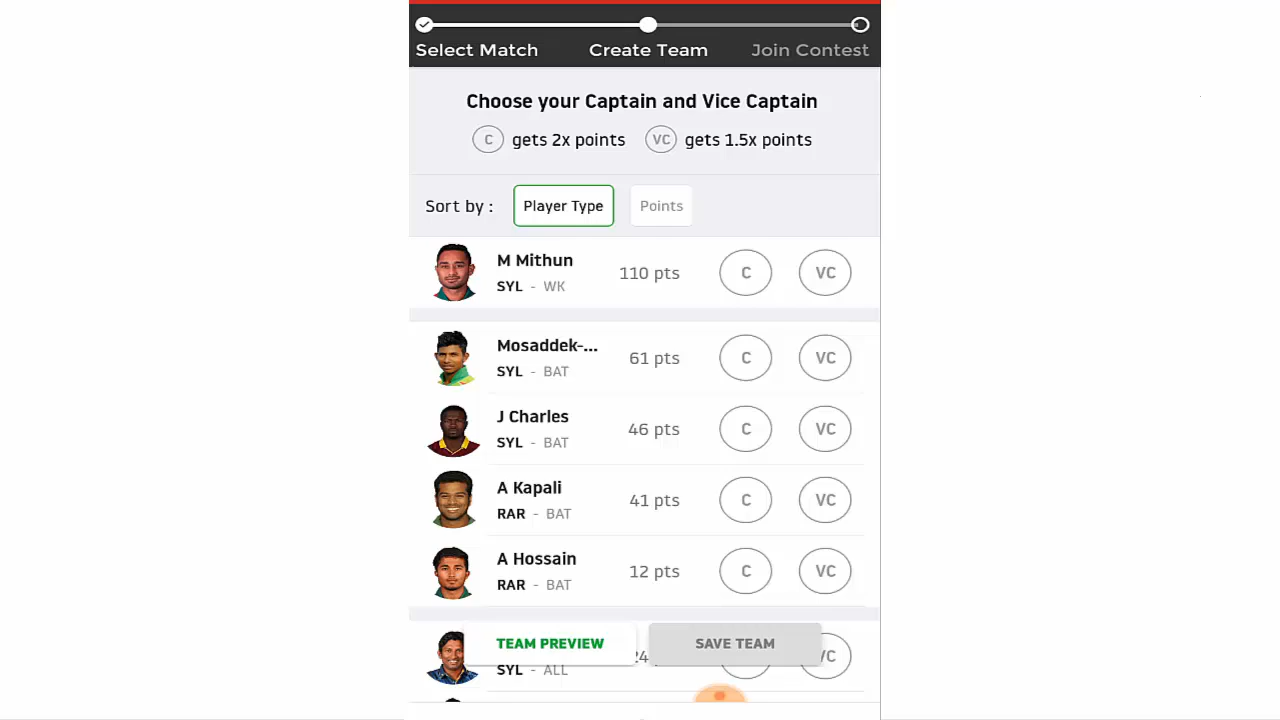 Select Match Create Team Join Contest
Choose your Captain and Vice Captain
C gets 2x points VC gets 1.5x points
Sort by : Player Type Points
M Mithun
SYL - WK
110 pts C VC
Mosaddek-...
SYL - BAT
61 pts C VC
J Charles
SYL - BAT
46 pts C VC
A Kapali
RAR - BAT
41 pts C VC
A Hossain
RAR - BAT
12 pts C VC
TEAM PREVIEW SAVE TEAM
SYL - ALL